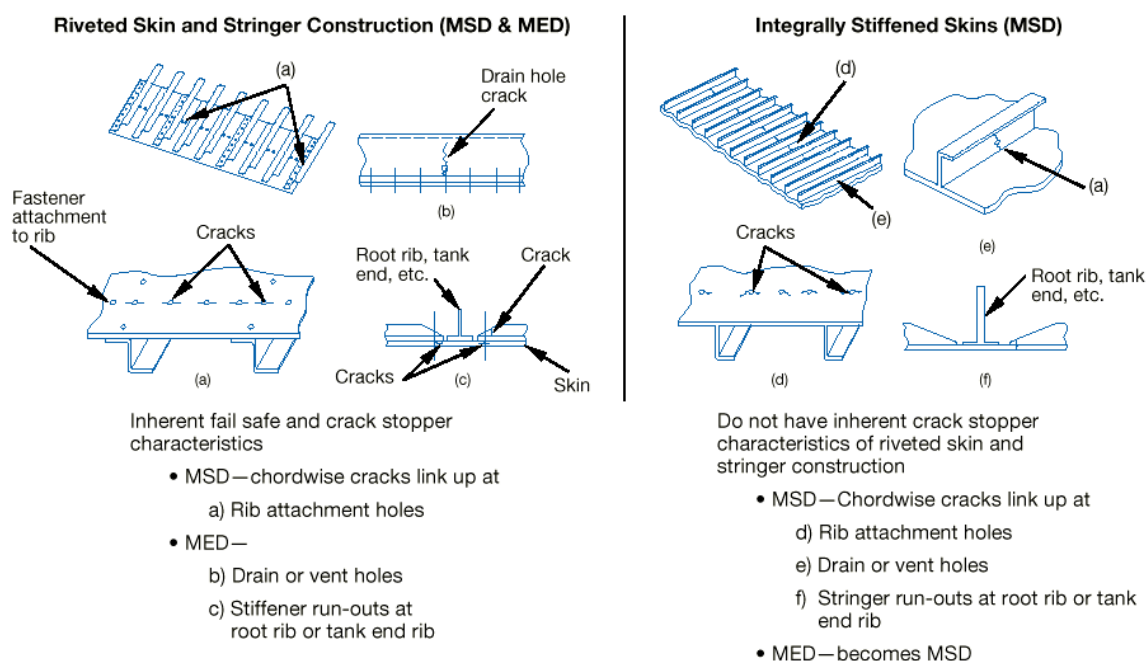 Riveted Skin and Stringer Construction (MSD & MED)
(a)
Drain hole
crack
(b)
Fastener
attachment
to rib
Cracks
(a)
Root rib, tank
end, etc.
Crack
Cracks
(c)
Skin
Inherent fail safe and crack stopper
characteristics
• MSD—chordwise cracks link up at
a) Rib attachment holes
• MED—
b) Drain or vent holes
c) Stiffener run-outs at
root rib or tank end rib
Integrally Stiffened Skins (MSD)
(d)
(e)
(a)
(e)
Cracks
(d)
Root rib, tank
end, etc.
(f)
Do not have inherent crack stopper
characteristics of riveted skin and
stringer construction
• MSD—Chordwise cracks link up at
d) Rib attachment holes
e) Drain or vent holes
f) Stringer run-outs at root rib or tank
end rib
• MED—becomes MSD